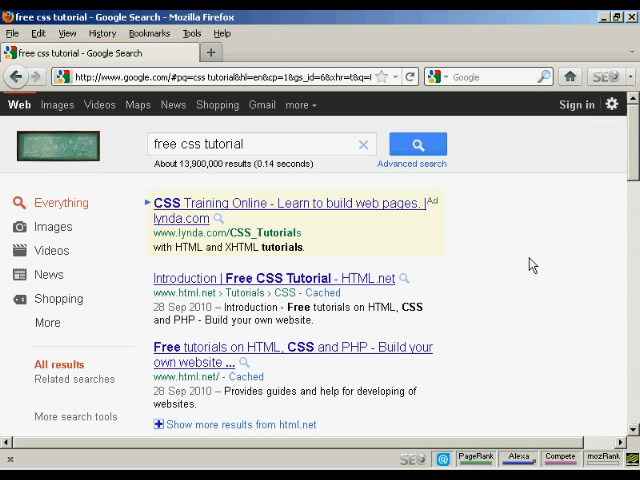 free css tutorial - Google Search - Mozilla Firefox
File Edit View History Bookmarks Tools Help
free css tutorial - Google Search
http://www.google.com/#pq=css tutorial&hl=en&cp=1&gs_id=6&xhr=t&q=l
Google
SEO
Web Images Videos Maps News Shopping Gmail more Sign in
free css tutorial
About 13,900,000 results (0.14 seconds) Advanced search
Everything
Images
Videos
News
Shopping
More
All results
Related searches
More search tools
CSS Training Online - Learn to build web pages. | Ad
lynda.com
www.lynda.com/CSS_Tutorials
with HTML and XHTML tutorials.
Introduction | Free CSS Tutorial - HTML.net
www.html.net › Tutorials › CSS - Cached
28 Sep 2010 – Introduction - Free tutorials on HTML, CSS
and PHP - Build your own website.
Free tutorials on HTML, CSS and PHP - Build your
own website ...
www.html.net/ - Cached
28 Sep 2010 – Provides guides and help for developing of
websites.
Show more results from html.net
x SEO @ PageRank Alexa Compete mozRank